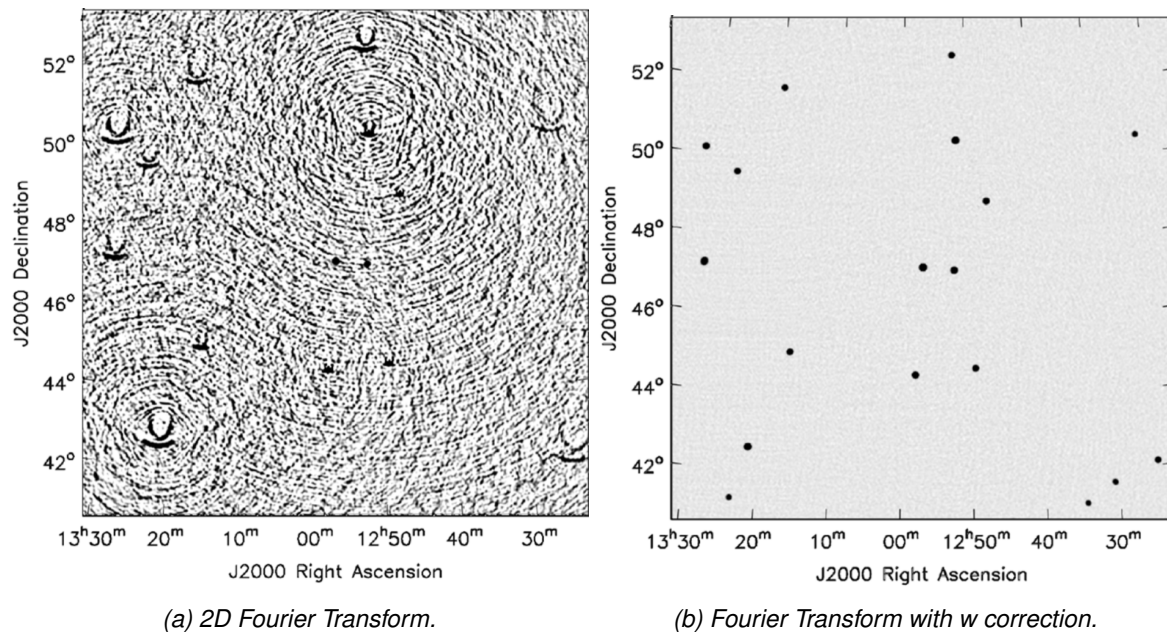 52°
50°
48°
46°
44°
42°
J2000 Declination
13ʰ30ᵐ 20ᵐ 10ᵐ 00ᵐ 12ʰ50ᵐ 40ᵐ 30ᵐ
J2000 Right Ascension
(a) 2D Fourier Transform.
52°
50°
48°
46°
44°
42°
J2000 Declination
13ʰ30ᵐ 20ᵐ 10ᵐ 00ᵐ 12ʰ50ᵐ 40ᵐ 30ᵐ
J2000 Right Ascension
(b) Fourier Transform with w correction.